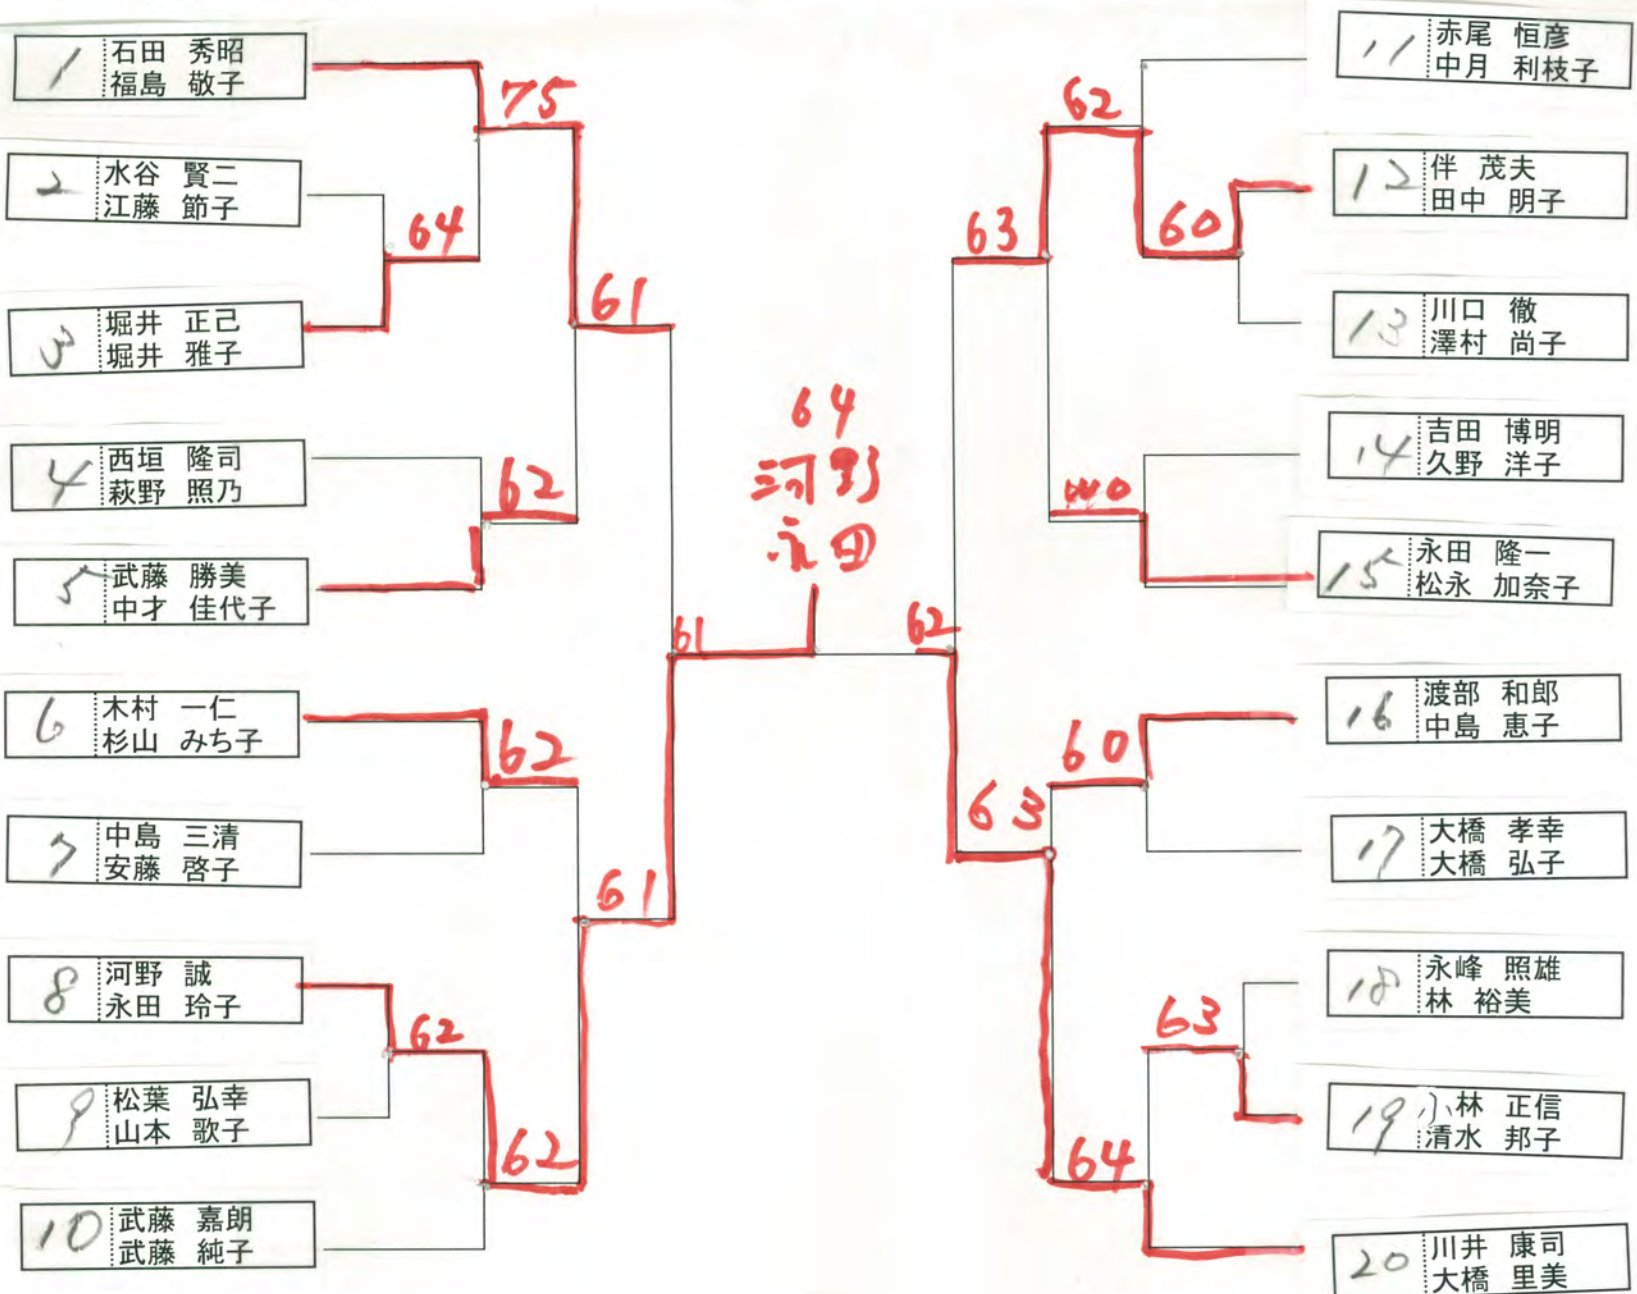 1 石田 秀昭
福島 敬子
75
2 水谷 賢二
江藤 節子
64
3 堀井 正己
堀井 雅子
61
4 西垣 隆司
萩野 照乃
62
5 武藤 勝美
中才 佳代子
61
6 木村 一仁
杉山 みち子
62
7 中島 三清
安藤 啓子
61
8 河野 誠
永田 玲子
62
9 松葉 弘幸
山本 歌子
62
10 武藤 嘉朗
武藤 純子
64
河野
永田
11 赤尾 恒彦
中月 利枝子
62
12 伴 茂夫
田中 明子
60
63
13 川口 徹
澤村 尚子
14 吉田 博明
久野 洋子
WO
15 永田 隆一
松永 加奈子
62
16 渡部 和郎
中島 恵子
60
63
17 大橋 孝幸
大橋 弘子
18 永峰 照雄
林 裕美
63
19 小林 正信
清水 邦子
64
20 川井 康司
大橋 里美